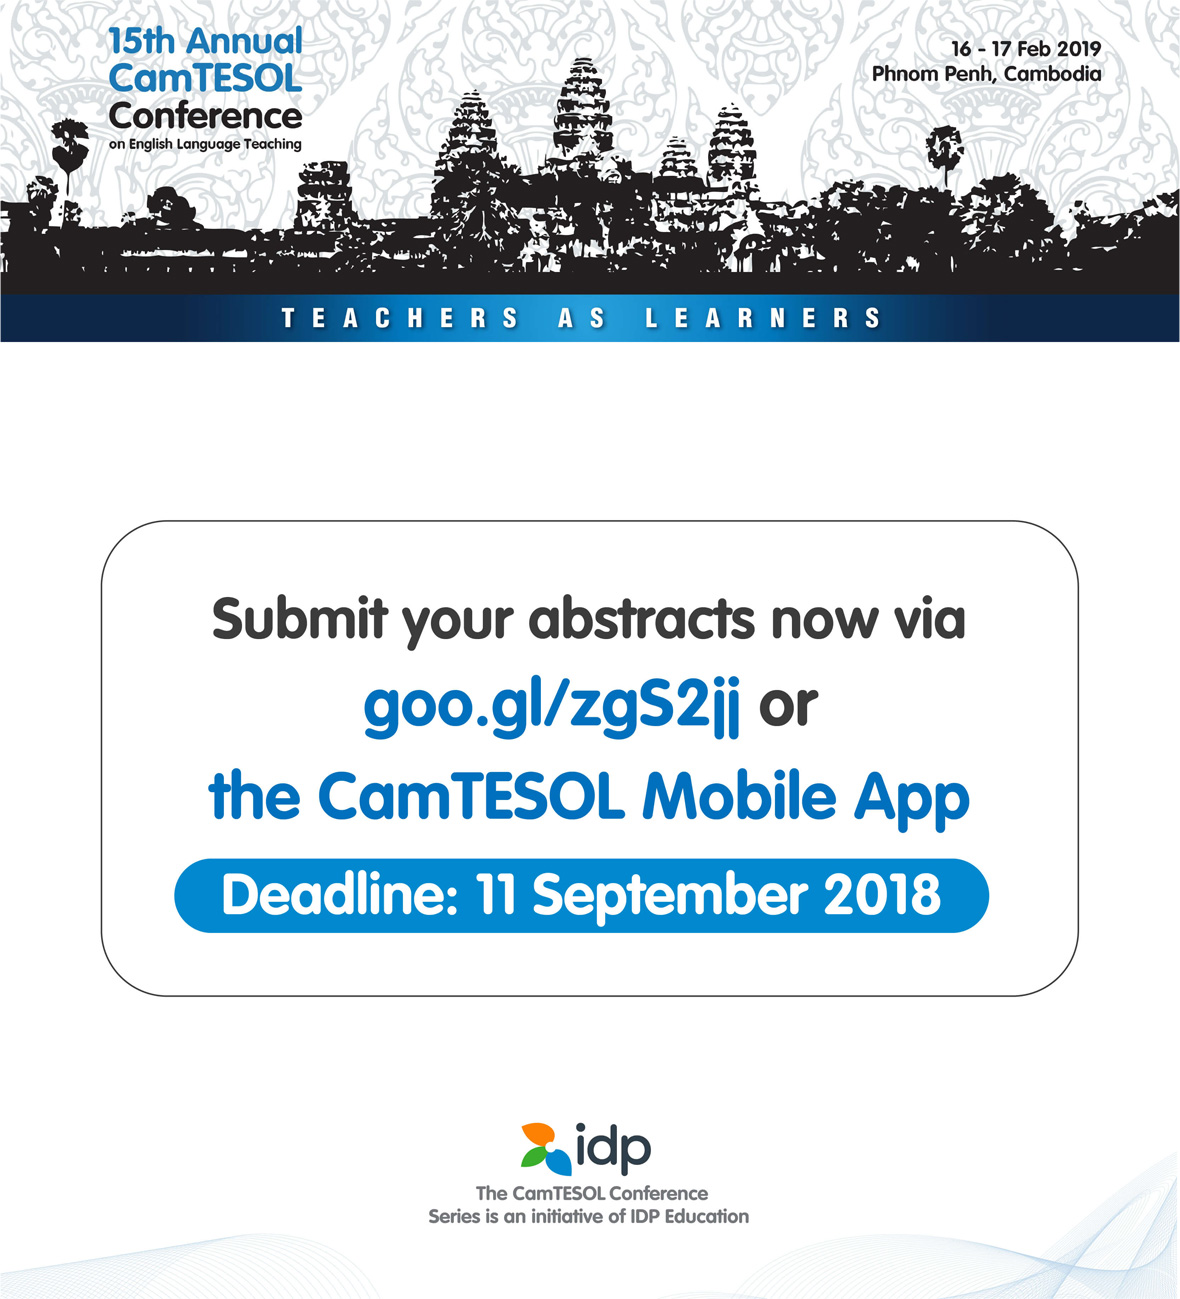 15th Annual
CamTESOL
Conference
on English Language Teaching
16 - 17 Feb 2019
Phnom Penh, Cambodia
TEACHERS AS LEARNERS
Submit your abstracts now via
goo.gl/zgS2jj or
the CamTESOL Mobile App
Deadline: 11 September 2018
idp
The CamTESOL Conference
Series is an initiative of IDP Education